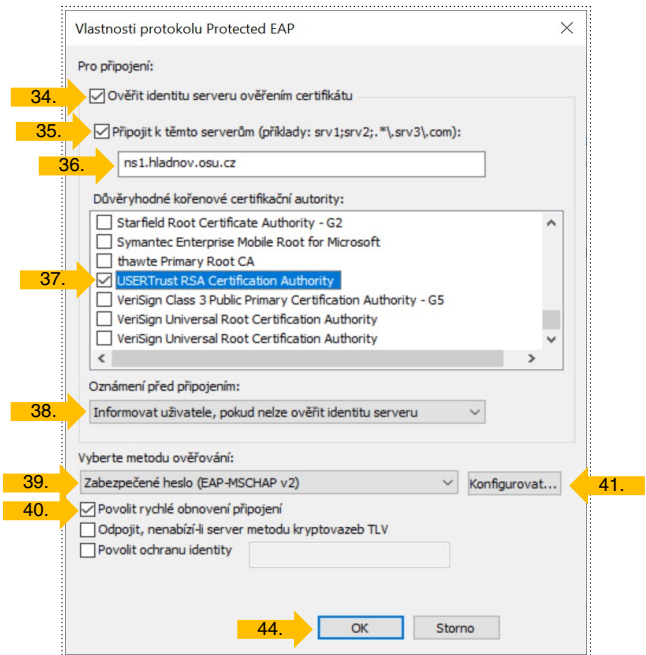 Vlastnosti protokolu Protected EAP
Pro připojení:
34. Ověřit identitu serveru ověřením certifikátu
35. Připojit k těmto serverům (příklady: srv1;srv2;.*\.srv3\.com):
36. ns1.hladnov.osu.cz
Důvěryhodné kořenové certifikační autority:
Starfield Root Certificate Authority - G2
Symantec Enterprise Mobile Root for Microsoft
thawte Primary Root CA
37. USERTrust RSA Certification Authority
VeriSign Class 3 Public Primary Certification Authority - G5
VeriSign Universal Root Certification Authority
VeriSign Universal Root Certification Authority
Oznámení před připojením:
38. Informovat uživatele, pokud nelze ověřit identitu serveru
Vyberte metodu ověřování:
39. Zabezpečené heslo (EAP-MSCHAP v2) Konfigurovat... 41.
40. Povolit rychlé obnovení připojení
Odpojit, nenabízí-li server metodu kryptovazeb TLV
Povolit ochranu identity
44. OK Storno